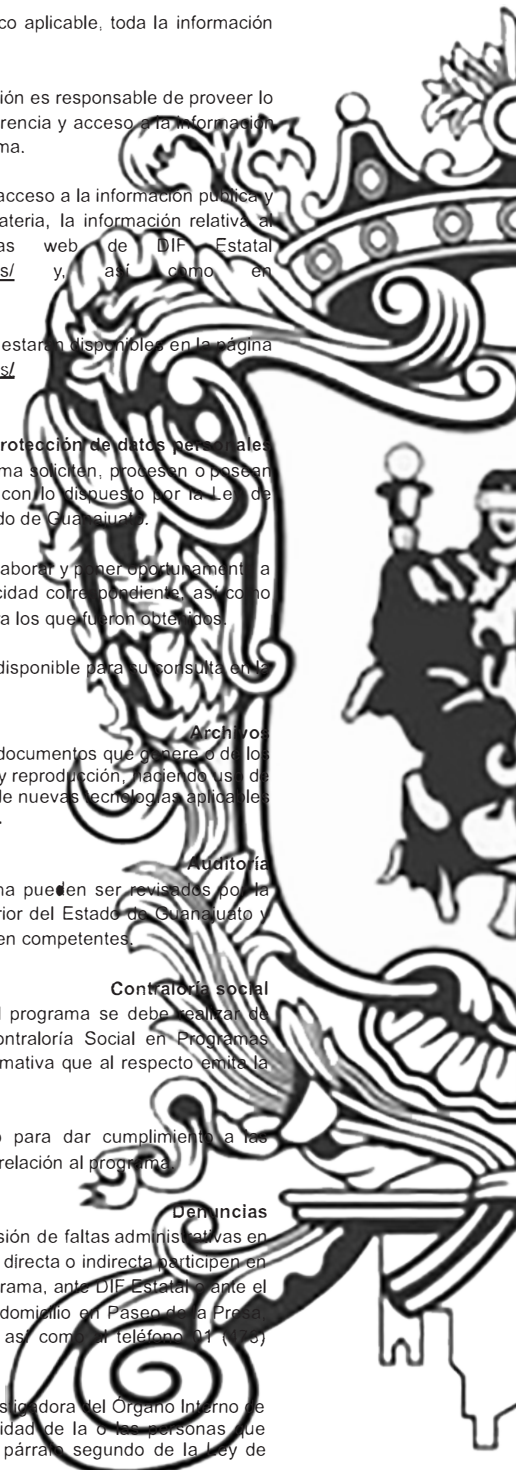 co aplicable, toda la información
ción es responsable de proveer lo
erencia y acceso a la información
ma.
acceso a la información pública y
ateria, la información relativa al
as web de DIF Estatal
s/ y, así como en
estarán disponibles en la página
s/
rotección de datos personales
ma soliciten, procesen o posean
con lo dispuesto por la Ley de
do de Guanajuato.
laborar y poner oportunamente a
cidad correspondiente, así como
ra los que fueron obtenidos.
disponible para su consulta en la
Archivos
documentos que genere o de los
y reproducción, haciendo uso de
de nuevas tecnologías aplicables
.
Auditoría
na pueden ser revisados por la
rior del Estado de Guanajuato y
en competentes.
Contraloría social
l programa se debe realizar de
ontraloría Social en Programas
mativa que al respecto emita la
o para dar cumplimiento a las
relación al programa.
Denuncias
sión de faltas administrativas en
directa o indirecta participen en
rama, ante DIF Estatal o ante el
domicilio en Paseo de la Presa,
así como al teléfono 01 (473)
stigadora del Órgano Interno de
idad de la o las personas que
párrafo segundo de la Ley de